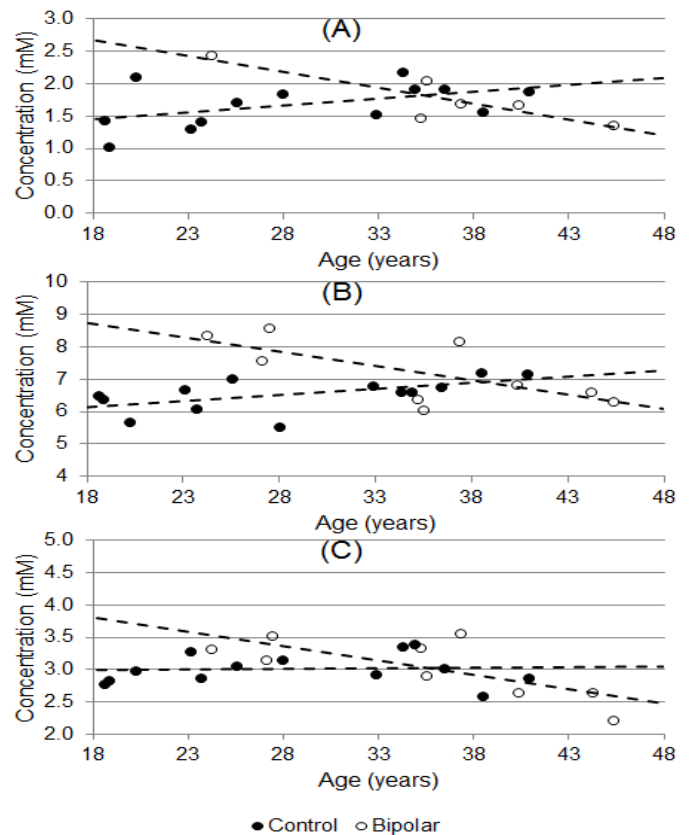 (A)
Concentration (mM)
3.0
2.5
2.0
1.5
1.0
0.5
0.0
18 23 28 33 38 43 48
Age (years)
(B)
Concentration (mM)
10
9
8
7
6
5
4
18 23 28 33 38 43 48
Age (years)
(C)
Concentration (mM)
5.0
4.5
4.0
3.5
3.0
2.5
2.0
18 23 28 33 38 43 48
Age (years)
Control Bipolar